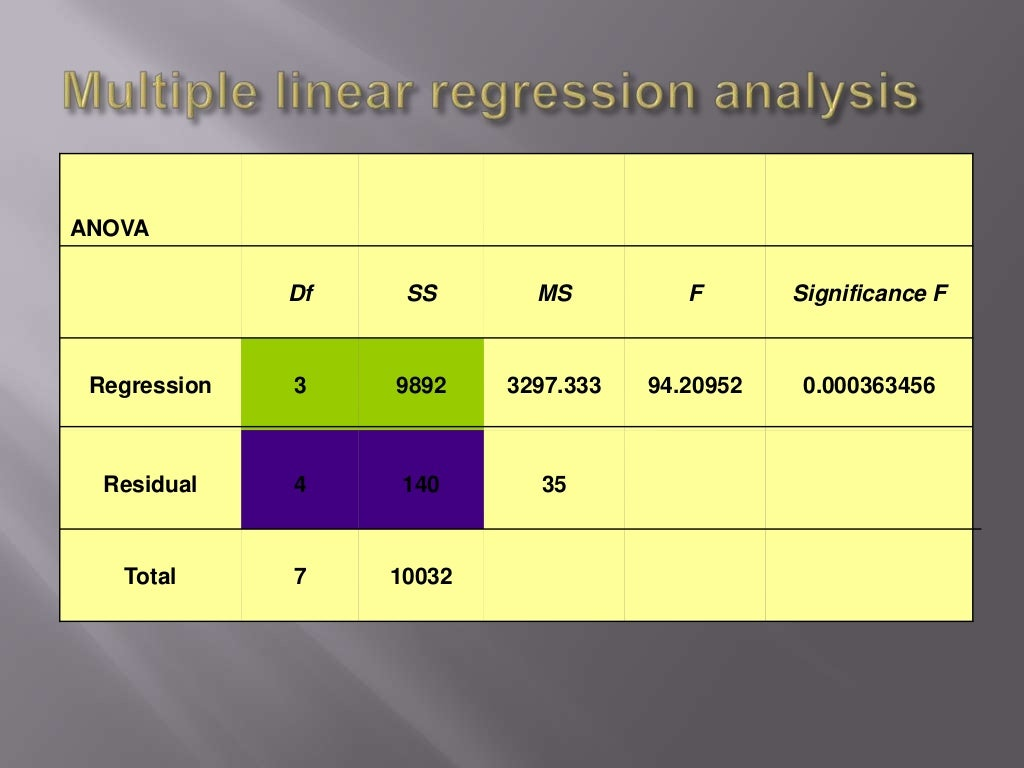 Multiple linear regression analysis
ANOVA
Df SS MS F Significance F
Regression 3 9892 3297.333 94.20952 0.000363456
Residual 4 140 35
Total 7 10032